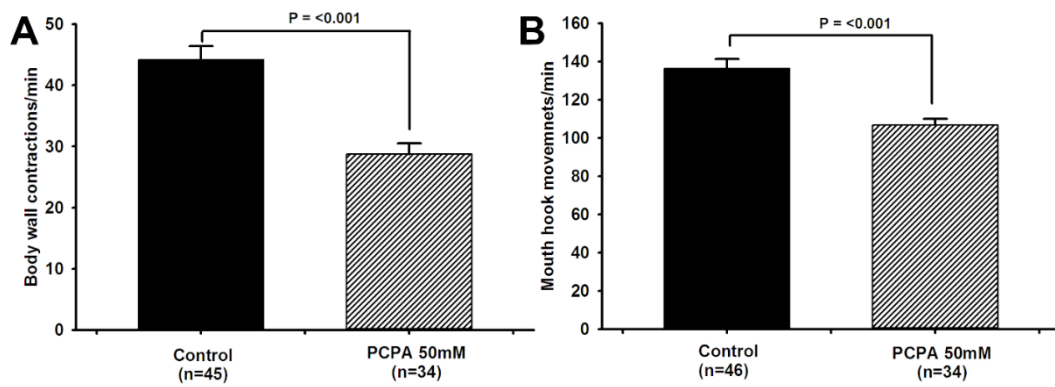 A
P = <0.001
Body wall contractions/min
50
40
30
20
10
0
Control
(n=45)
PCPA 50mM
(n=34)
B
P = <0.001
Mouth hook movemnets/min
160
140
120
100
80
60
40
20
0
Control
(n=46)
PCPA 50mM
(n=34)